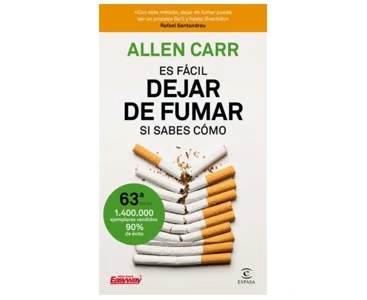 «Con este método, dejar de fumar puede
ser un proceso fácil y hasta divertido»
Rafael Santandreu
ALLEN CARR
ES FÁCIL
DEJAR
DE FUMAR
SI SABES CÓMO
63ª
1.400.000
ejemplares vendidos
90%
de éxito
Easyway
ESPASA